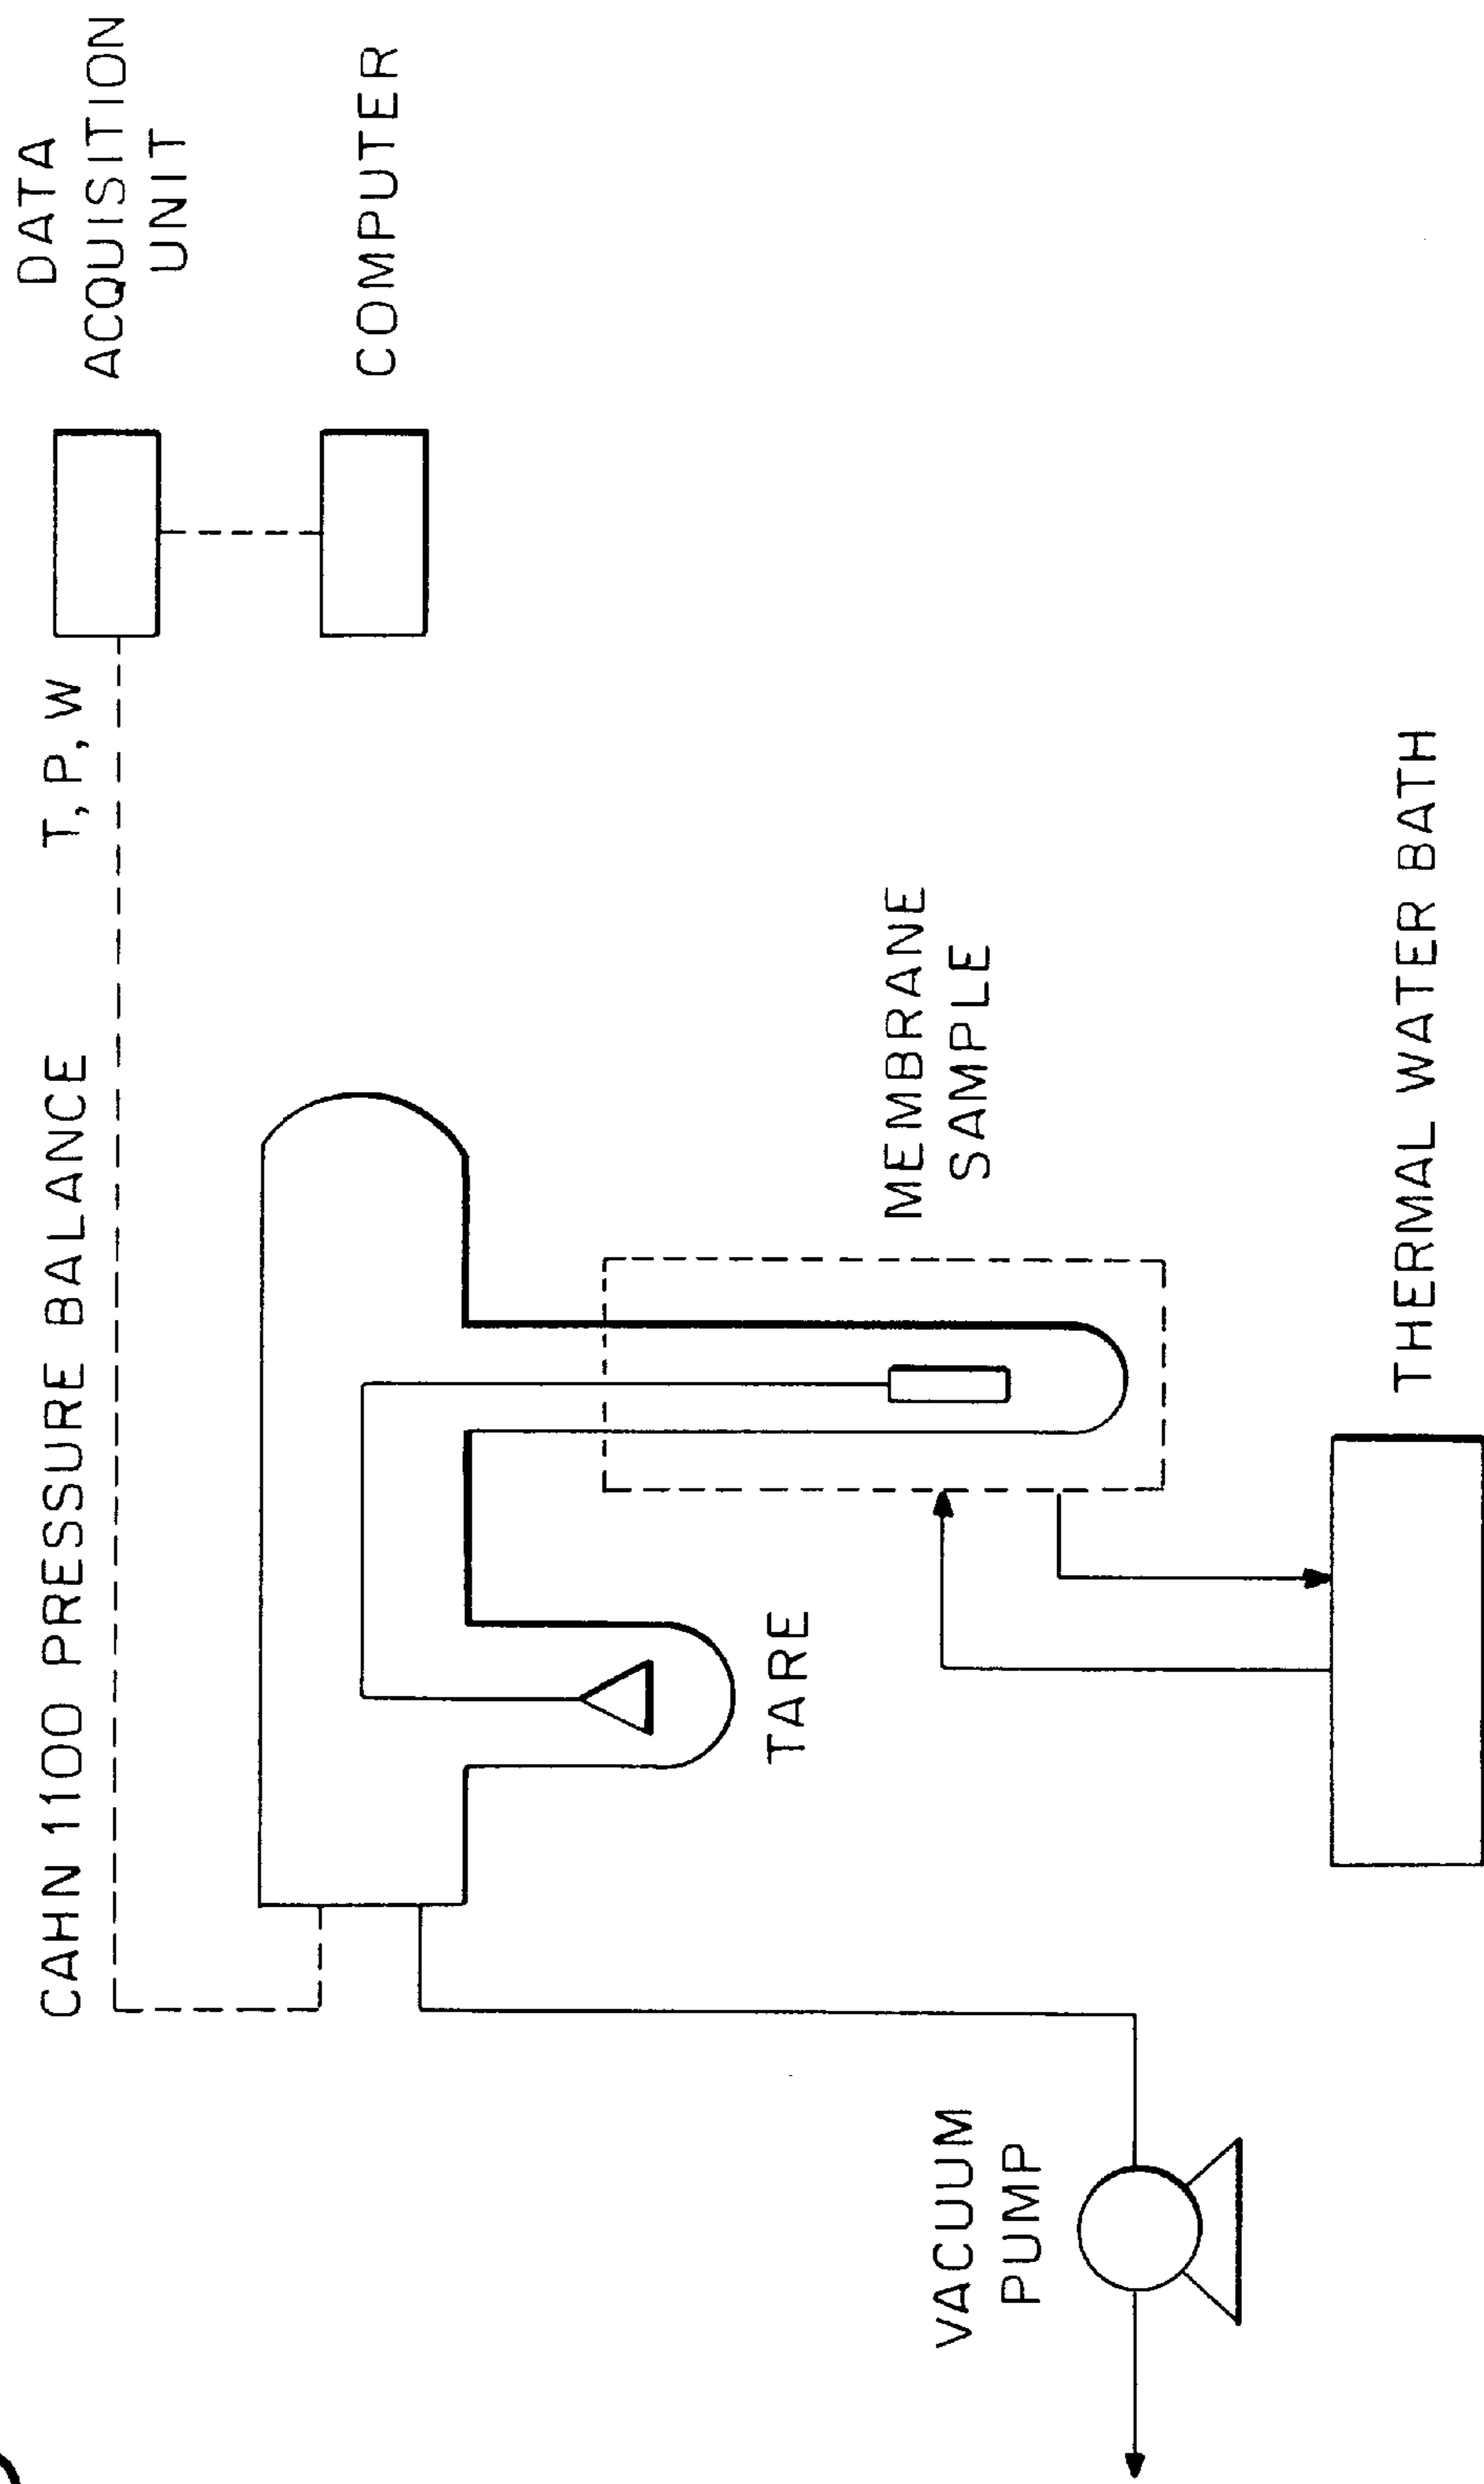 CAHN 1100 PRESSURE BALANCE
T, P, W
DATA
ACQUISITION
UNIT
COMPUTER
MEMBRANE
SAMPLE
TARE
VACUUM
PUMP
THERMAL WATER BATH